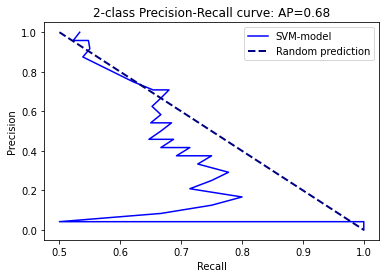 2-class Precision-Recall curve: AP=0.68
SVM-model
Random prediction
Precision
1.0
0.8
0.6
0.4
0.2
0.0
0.5 0.6 0.7 0.8 0.9 1.0
Recall